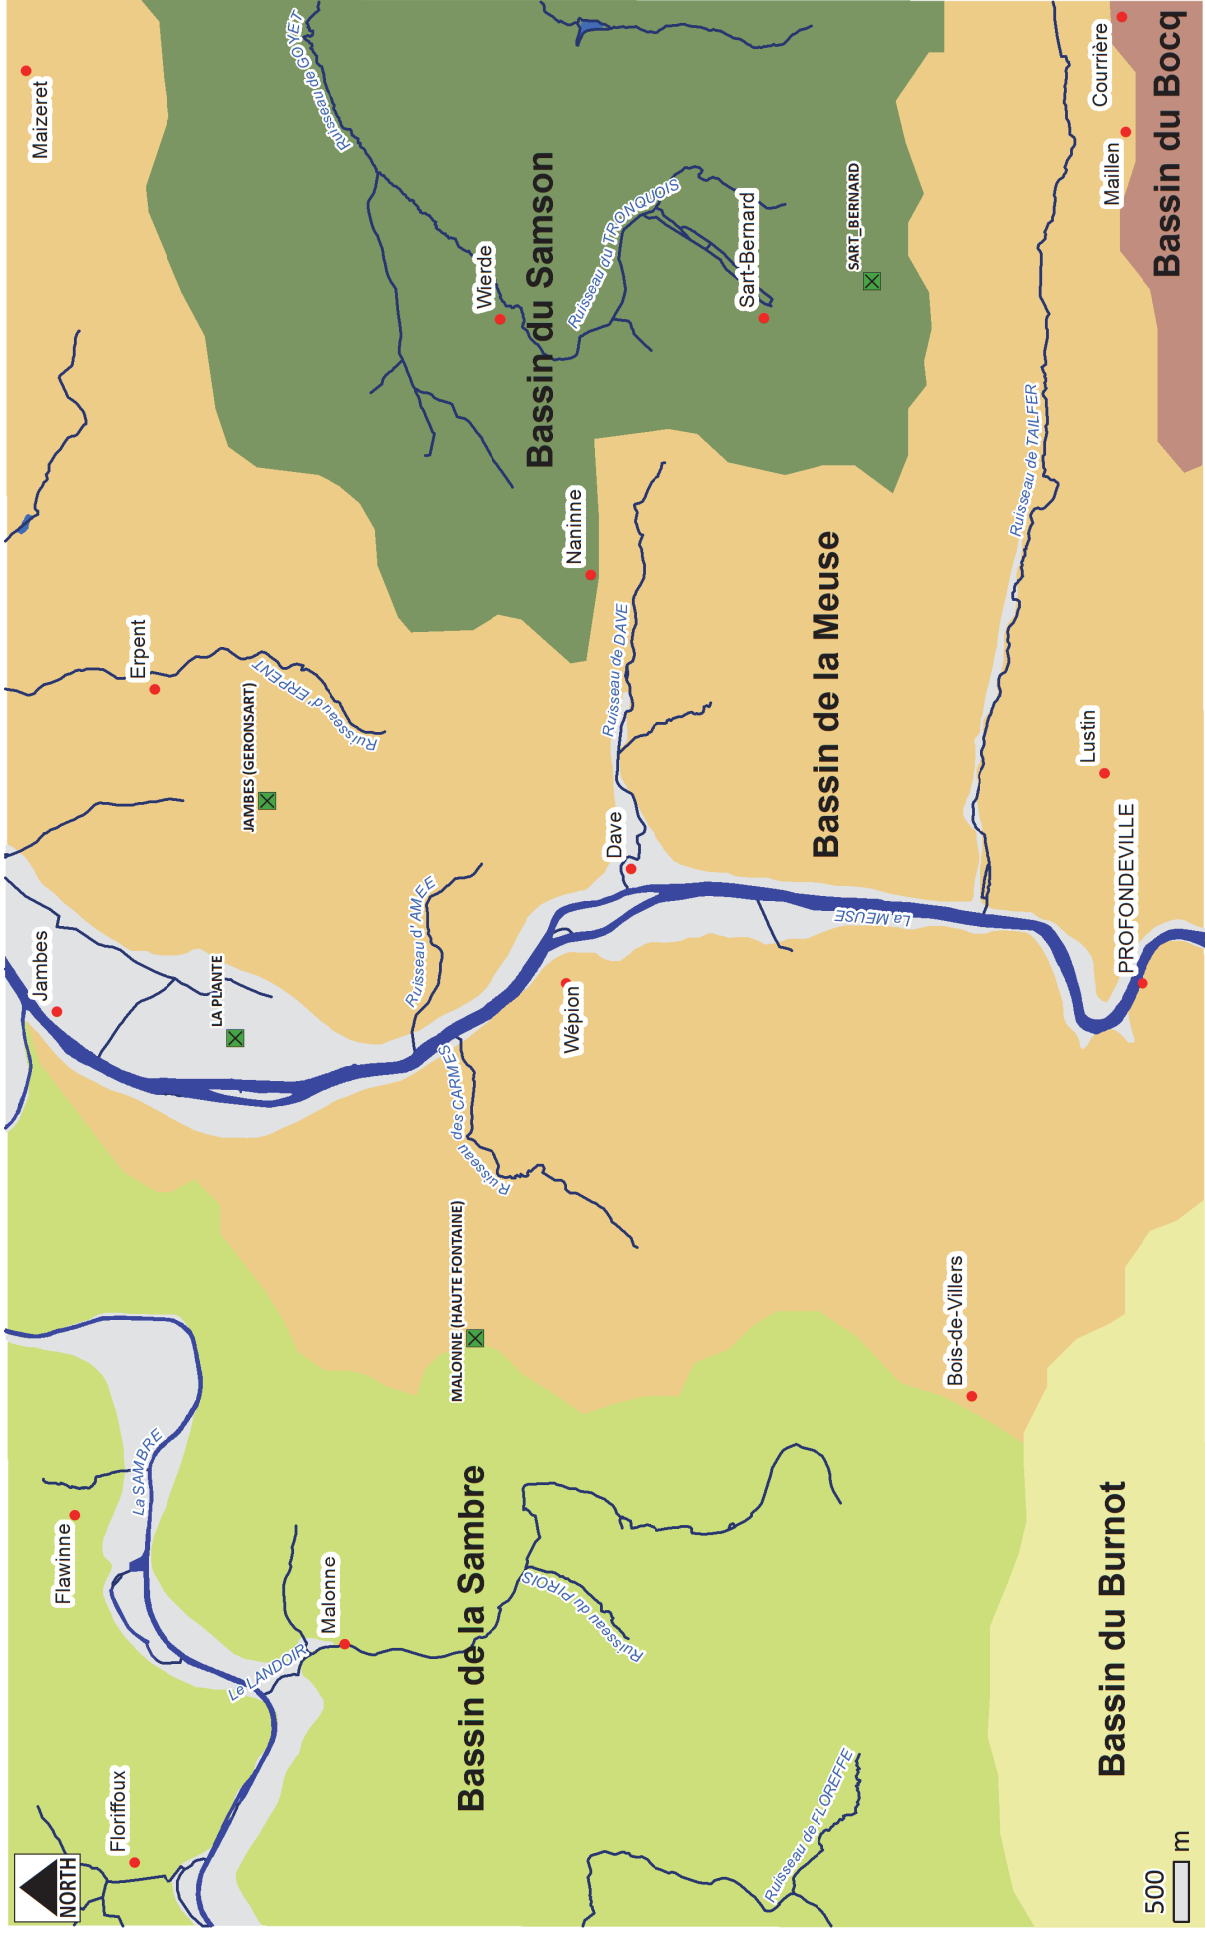 NORTH
Floriffoux
Flawinne
La SAMBRE
Le LANDOIR
Malonne
Bassin de la Sambre
Ruisseau du PIROIS
Ruisseau de FLOREFFE
Bassin du Burnot
500
m
Jambes
LA PLANTE
MALONNE (HAUTE FONTAINE)
Ruisseau des CARMES
Ruisseau d' AMEE
Wépion
Bois-de-Villers
Erpent
JAMBES (GERONSART)
Ruisseau d' ERPENT
Dave
Ruisseau de DAVE
La MEUSE
Bassin de la Meuse
PROFONDEVILLE
Lustin
Ruisseau de TAILFER
Maizeret
Ruisseau de GOYET
Wierde
Bassin du Samson
Naninne
Ruisseau du TRONQUOIS
Sart-Bernard
SART_BERNARD
Courrière
Maillen
Bassin du Bocq